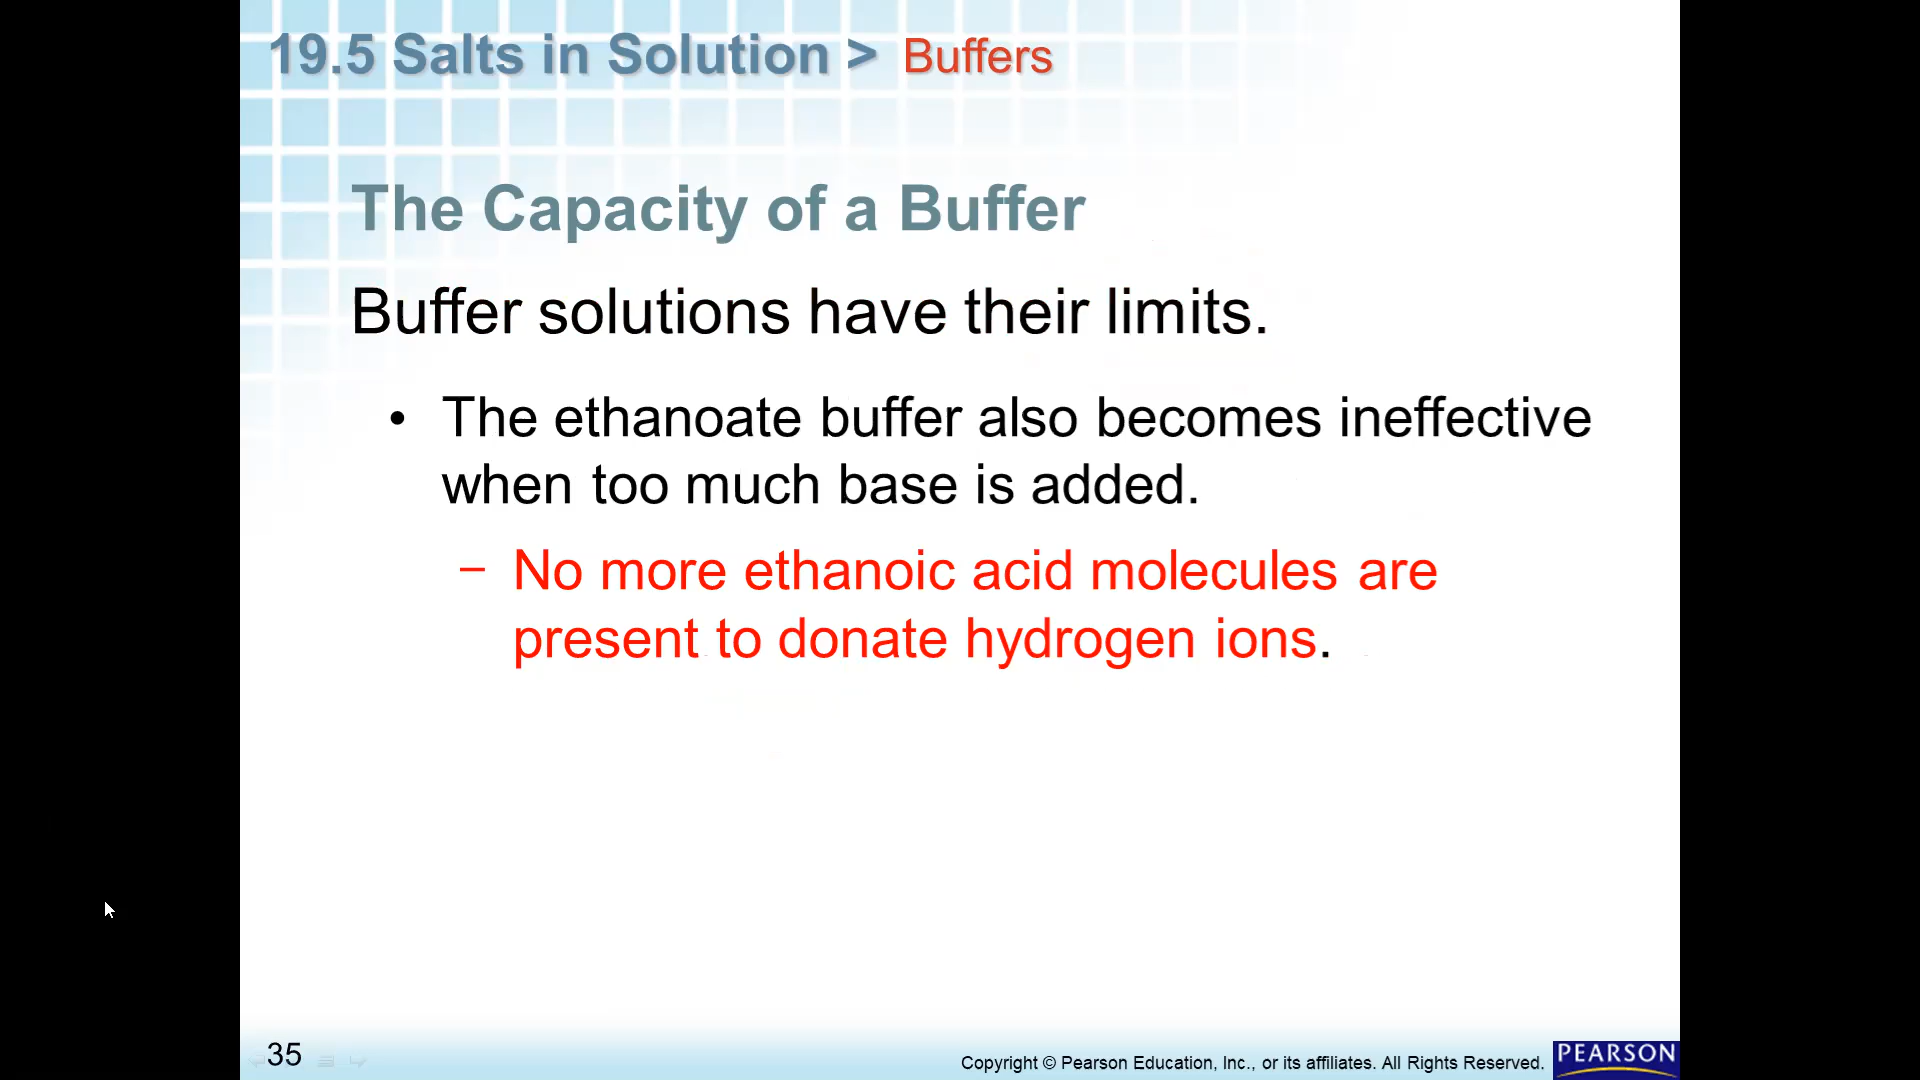 19.5 Salts in Solution > Buffers
The Capacity of a Buffer
Buffer solutions have their limits.
• The ethanoate buffer also becomes ineffective
when too much base is added.
– No more ethanoic acid molecules are
present to donate hydrogen ions.
35
Copyright © Pearson Education, Inc., or its affiliates. All Rights Reserved.
PEARSON